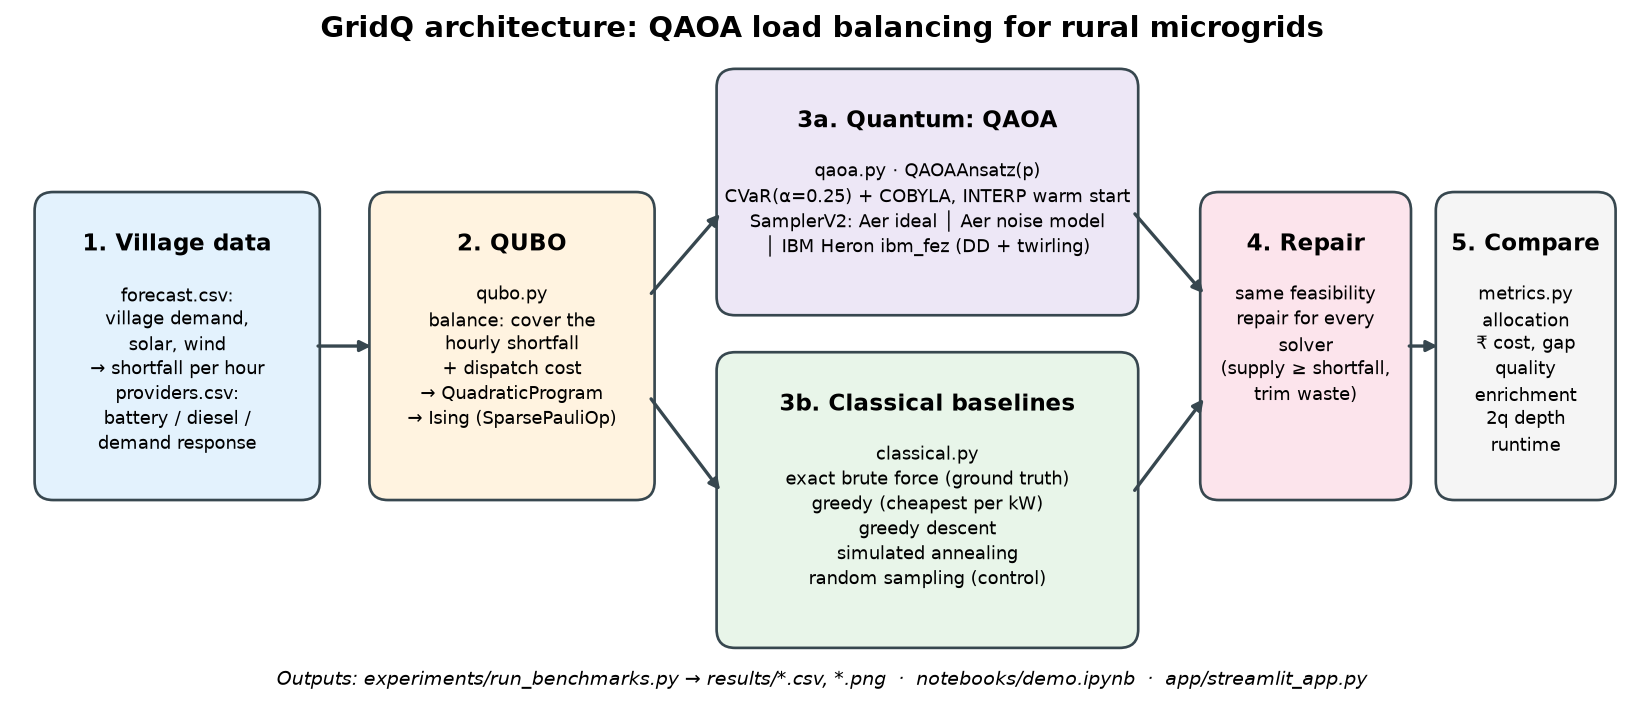 GridQ architecture: QAOA load balancing for rural microgrids
1. Village data
forecast.csv:
village demand,
solar, wind
→ shortfall per hour
providers.csv:
battery / diesel /
demand response
2. QUBO
qubo.py
balance: cover the
hourly shortfall
+ dispatch cost
→ QuadraticProgram
→ Ising (SparsePauliOp)
3a. Quantum: QAOA
qaoa.py · QAOAAnsatz(p)
CVaR(α=0.25) + COBYLA, INTERP warm start
SamplerV2: Aer ideal │ Aer noise model
│ IBM Heron ibm_fez (DD + twirling)
3b. Classical baselines
classical.py
exact brute force (ground truth)
greedy (cheapest per kW)
greedy descent
simulated annealing
random sampling (control)
4. Repair
same feasibility
repair for every
solver
(supply ≥ shortfall,
trim waste)
5. Compare
metrics.py
allocation
₹ cost, gap
quality
enrichment
2q depth
runtime
Outputs: experiments/run_benchmarks.py → results/*.csv, *.png · notebooks/demo.ipynb · app/streamlit_app.py